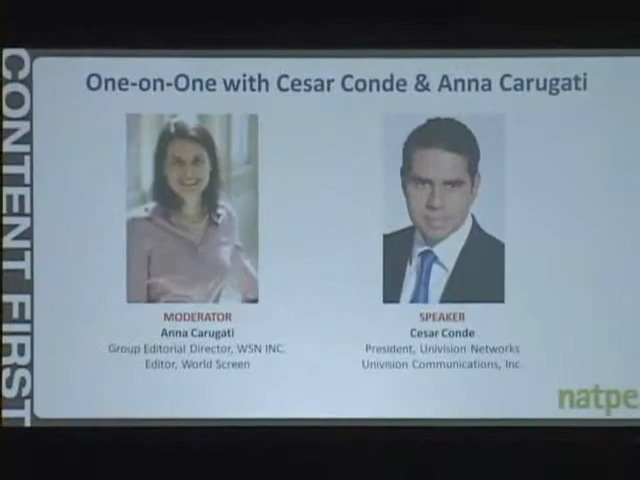 CONTENT FIRST
One-on-One with Cesar Conde & Anna Carugati
MODERATOR
Anna Carugati
Group Editorial Director, WSN INC.
Editor, World Screen
SPEAKER
Cesar Conde
President, Univision Networks
Univision Communications, Inc
natpe